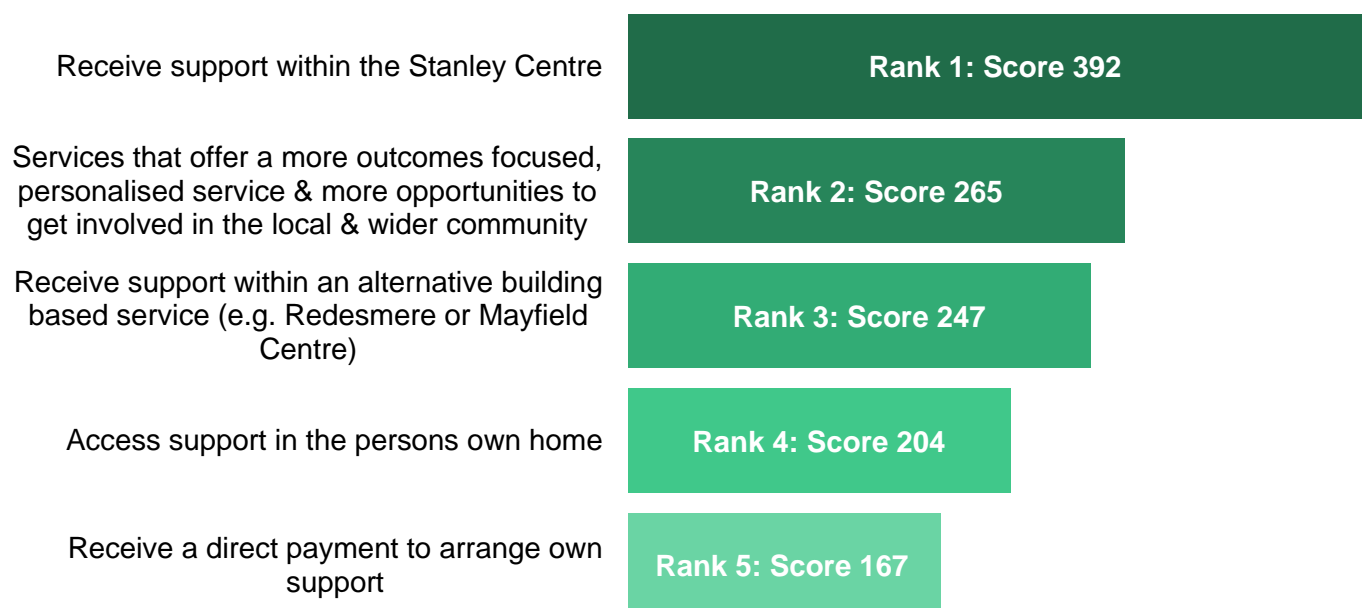 Receive support within the Stanley Centre
Rank 1: Score 392
Services that offer a more outcomes focused,
personalised service & more opportunities to
get involved in the local & wider community
Rank 2: Score 265
Receive support within an alternative building
based service (e.g. Redesmere or Mayfield
Centre)
Rank 3: Score 247
Access support in the persons own home
Rank 4: Score 204
Receive a direct payment to arrange own
support
Rank 5: Score 167